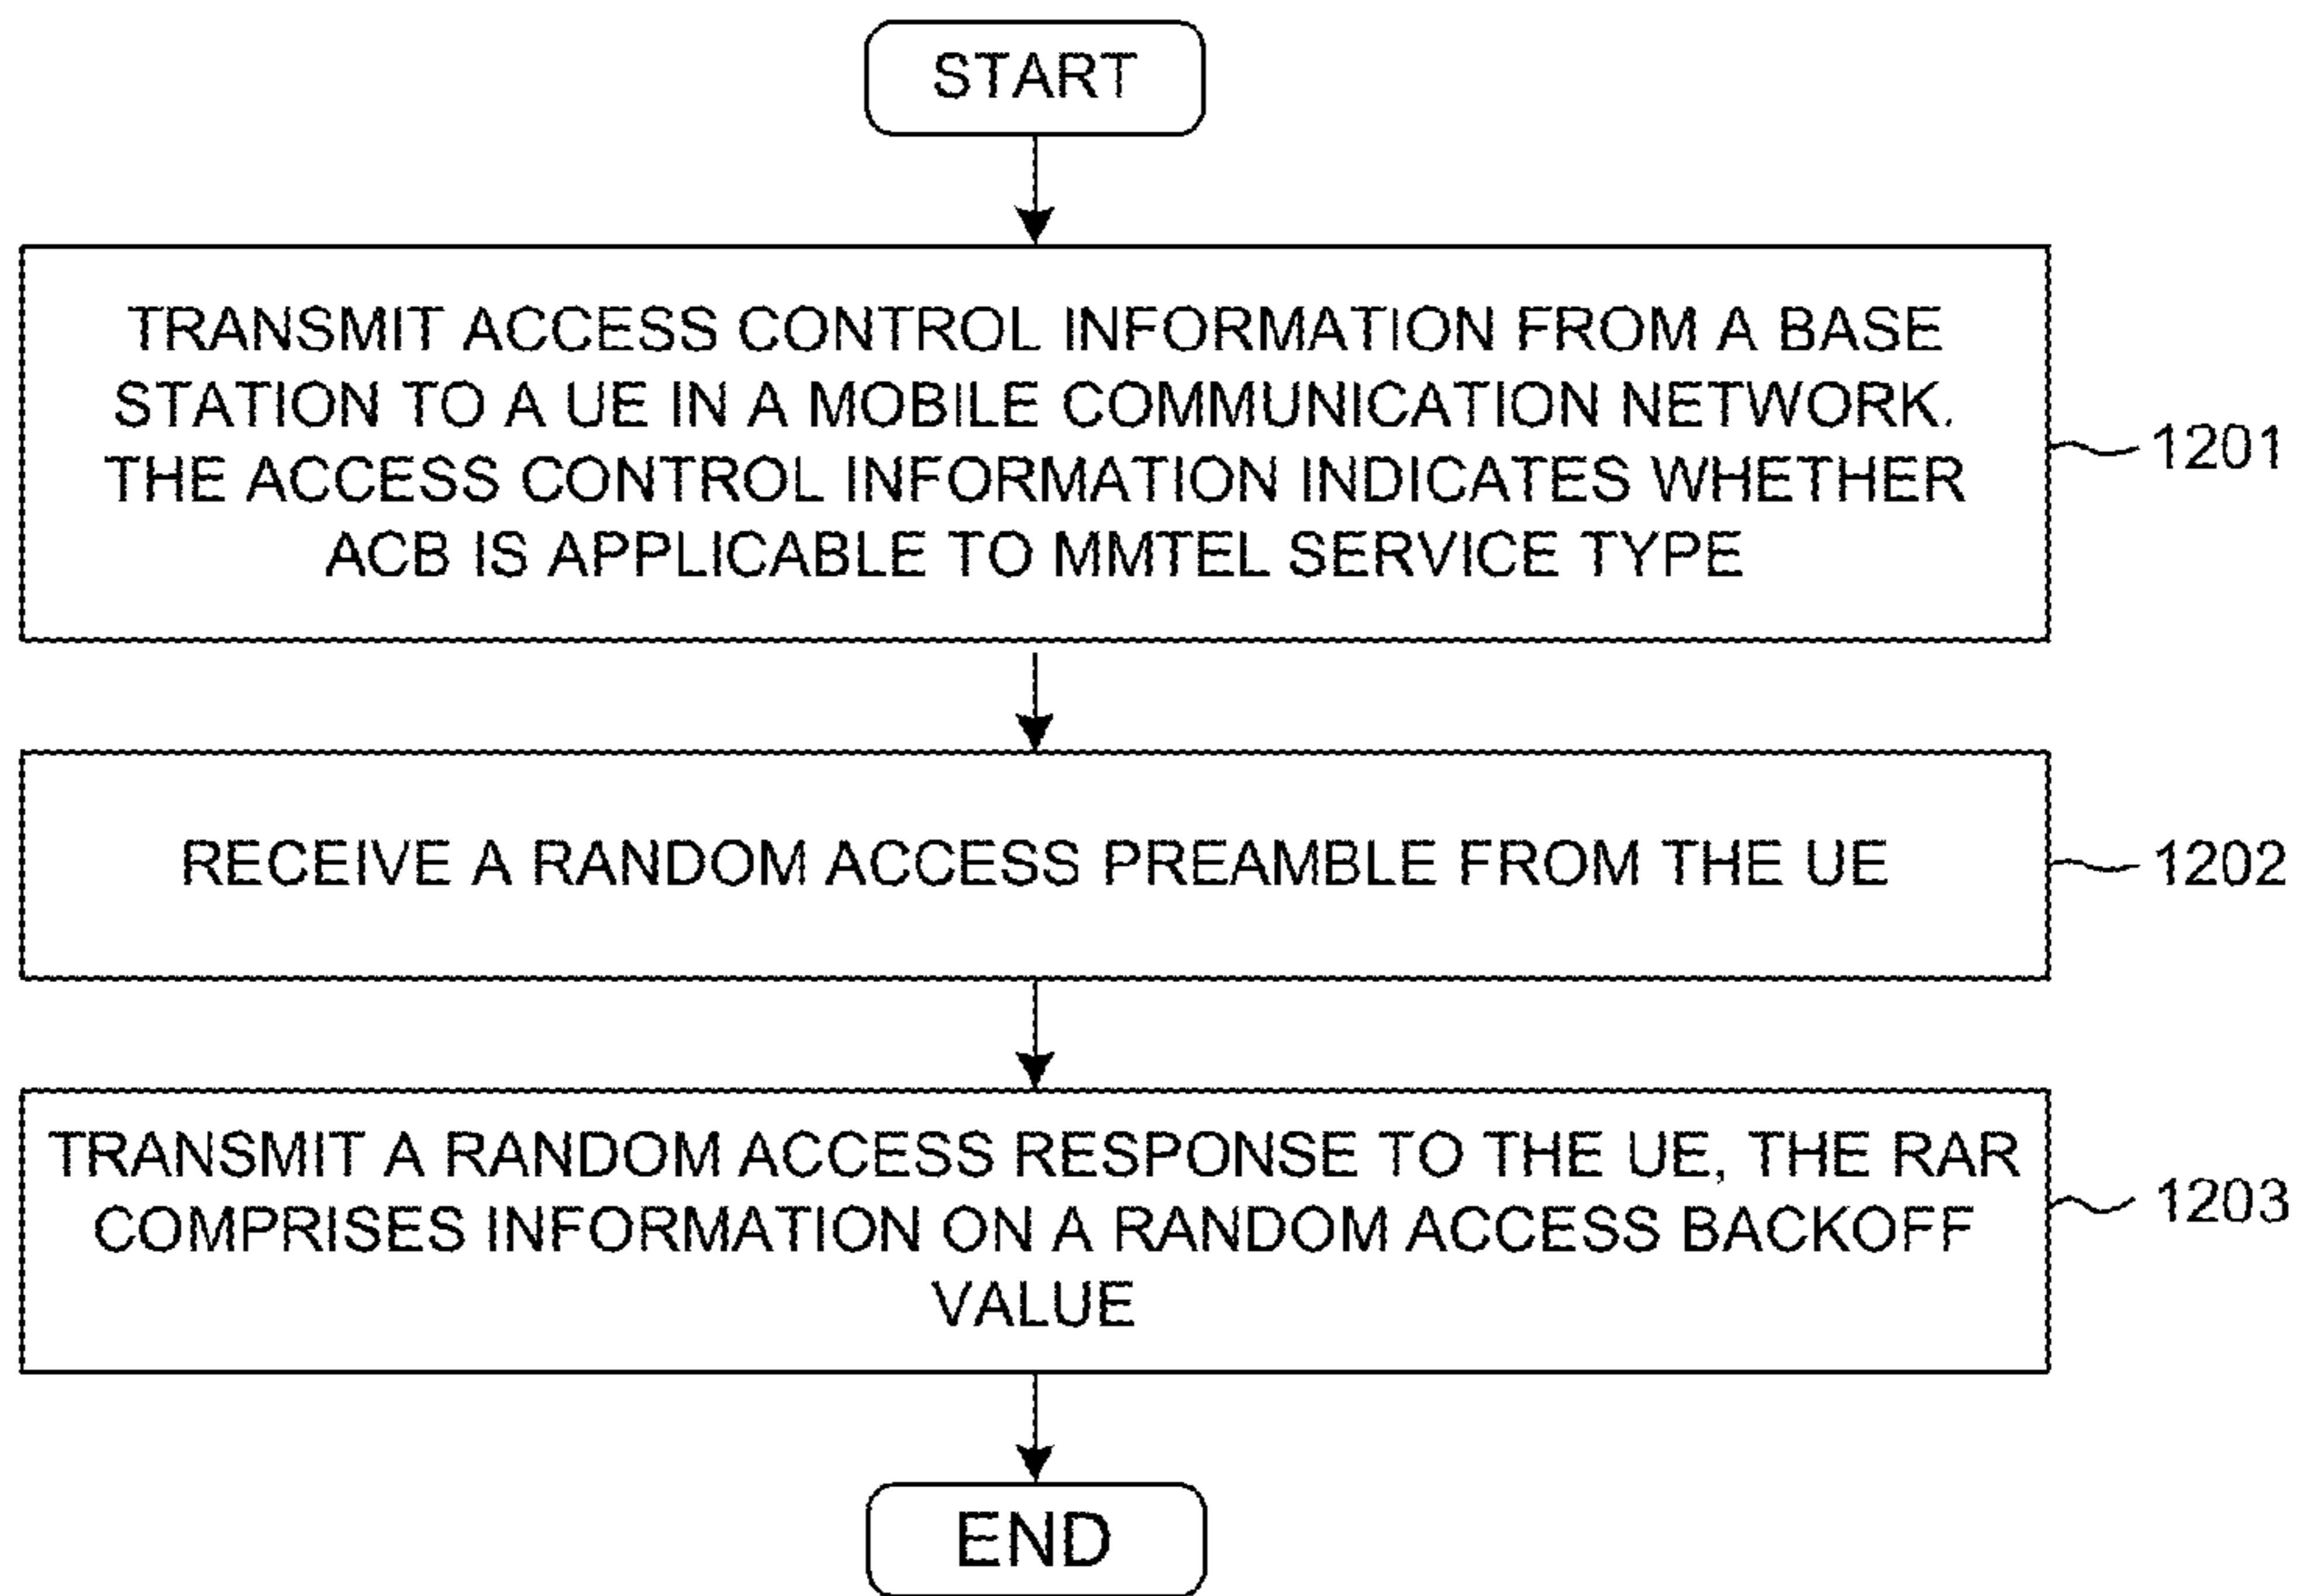 START
TRANSMIT ACCESS CONTROL INFORMATION FROM A BASE
STATION TO A UE IN A MOBILE COMMUNICATION NETWORK.
THE ACCESS CONTROL INFORMATION INDICATES WHETHER
ACB IS APPLICABLE TO MMTEL SERVICE TYPE
1201
RECEIVE A RANDOM ACCESS PREAMBLE FROM THE UE
1202
TRANSMIT A RANDOM ACCESS RESPONSE TO THE UE, THE RAR
COMPRISES INFORMATION ON A RANDOM ACCESS BACKOFF
VALUE
1203
END